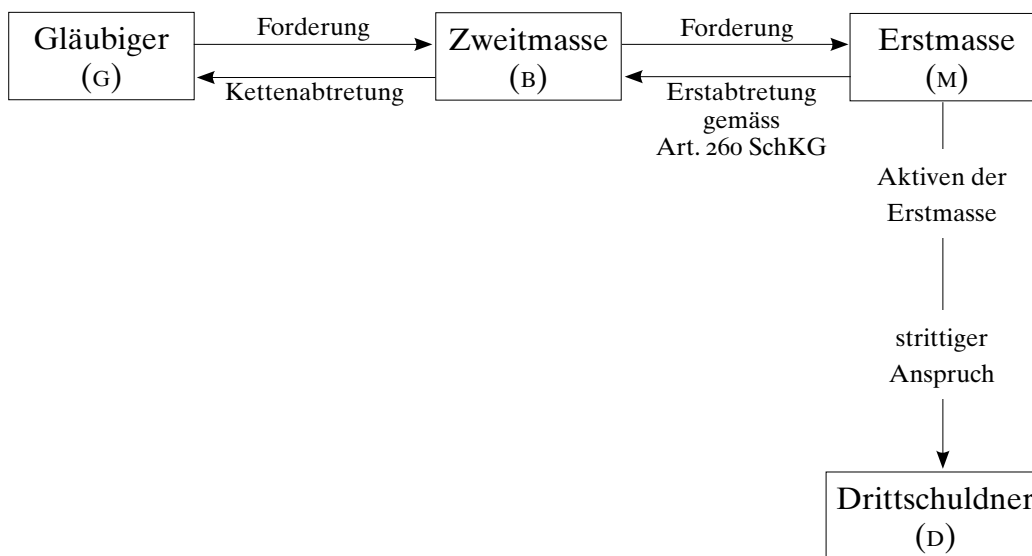 Gläubiger
(G)
Forderung
Kettenabtretung
Zweitmasse
(B)
Forderung
Erstabtretung
gemäss
Art. 260 SchKG
Erstmasse
(M)
Aktiven der
Erstmasse
strittiger
Anspruch
Drittschuldner
(D)